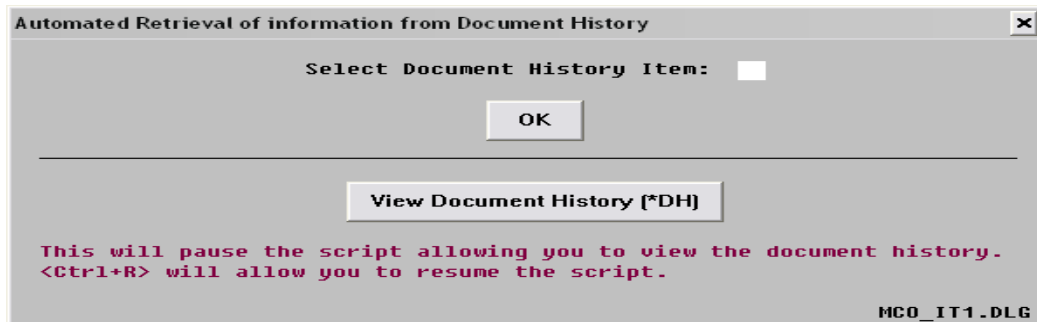 Automated Retrieval of information from Document History
Select Document History Item:
OK
View Document History (*DH)
This will pause the script allowing you to view the document history.
<Ctrl+R> will allow you to resume the script.
MCO_IT1.DLG